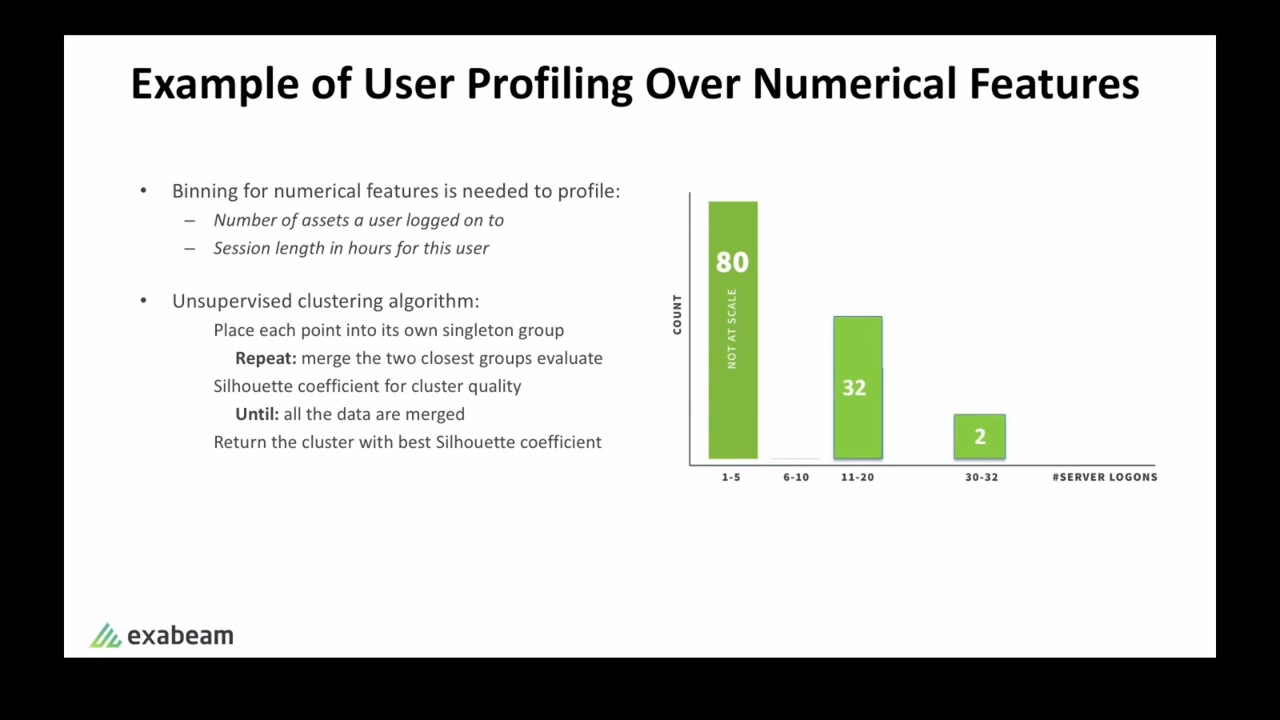 Example of User Profiling Over Numerical Features
• Binning for numerical features is needed to profile:
– Number of assets a user logged on to
– Session length in hours for this user
• Unsupervised clustering algorithm:
Place each point into its own singleton group
Repeat: merge the two closest groups evaluate
Silhouette coefficient for cluster quality
Until: all the data are merged
Return the cluster with best Silhouette coefficient
COUNT
80
NOT AT SCALE
32
2
1-5
6-10
11-20
30-32
#SERVER LOGONS
exabeam